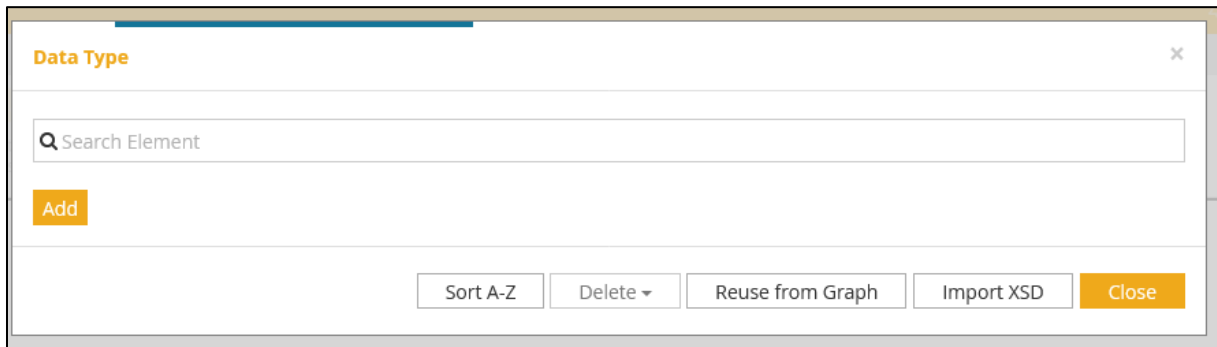 Data Type
×
Search Element
Add
Sort A-Z Delete Reuse from Graph Import XSD Close